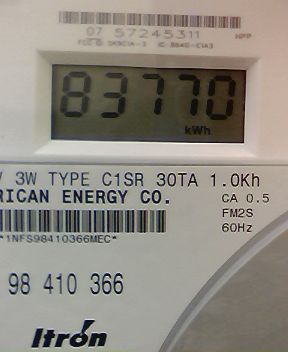 07 57245311
83770
kWh
V 3W TYPE C1SR 30TA 1.0Kh
RICAN ENERGY CO.
CA 0.5
FM2S
60Hz
*1NFS98410366MEC*
98 410 366
Itron